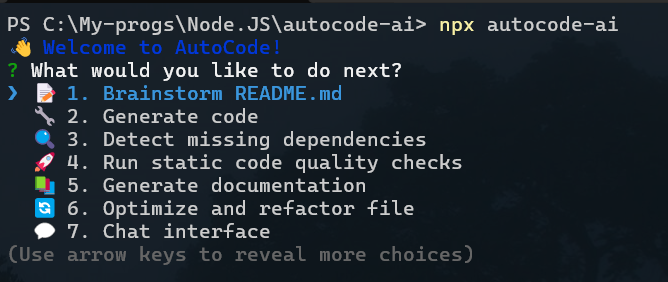 PS C:\My-progs\Node.JS\autocode-ai> npx autocode-ai
👋 Welcome to AutoCode!
? What would you like to do next?
❯ 📝 1. Brainstorm README.md
🔧 2. Generate code
🔍 3. Detect missing dependencies
🚀 4. Run static code quality checks
📚 5. Generate documentation
🔄 6. Optimize and refactor file
💬 7. Chat interface
(Use arrow keys to reveal more choices)